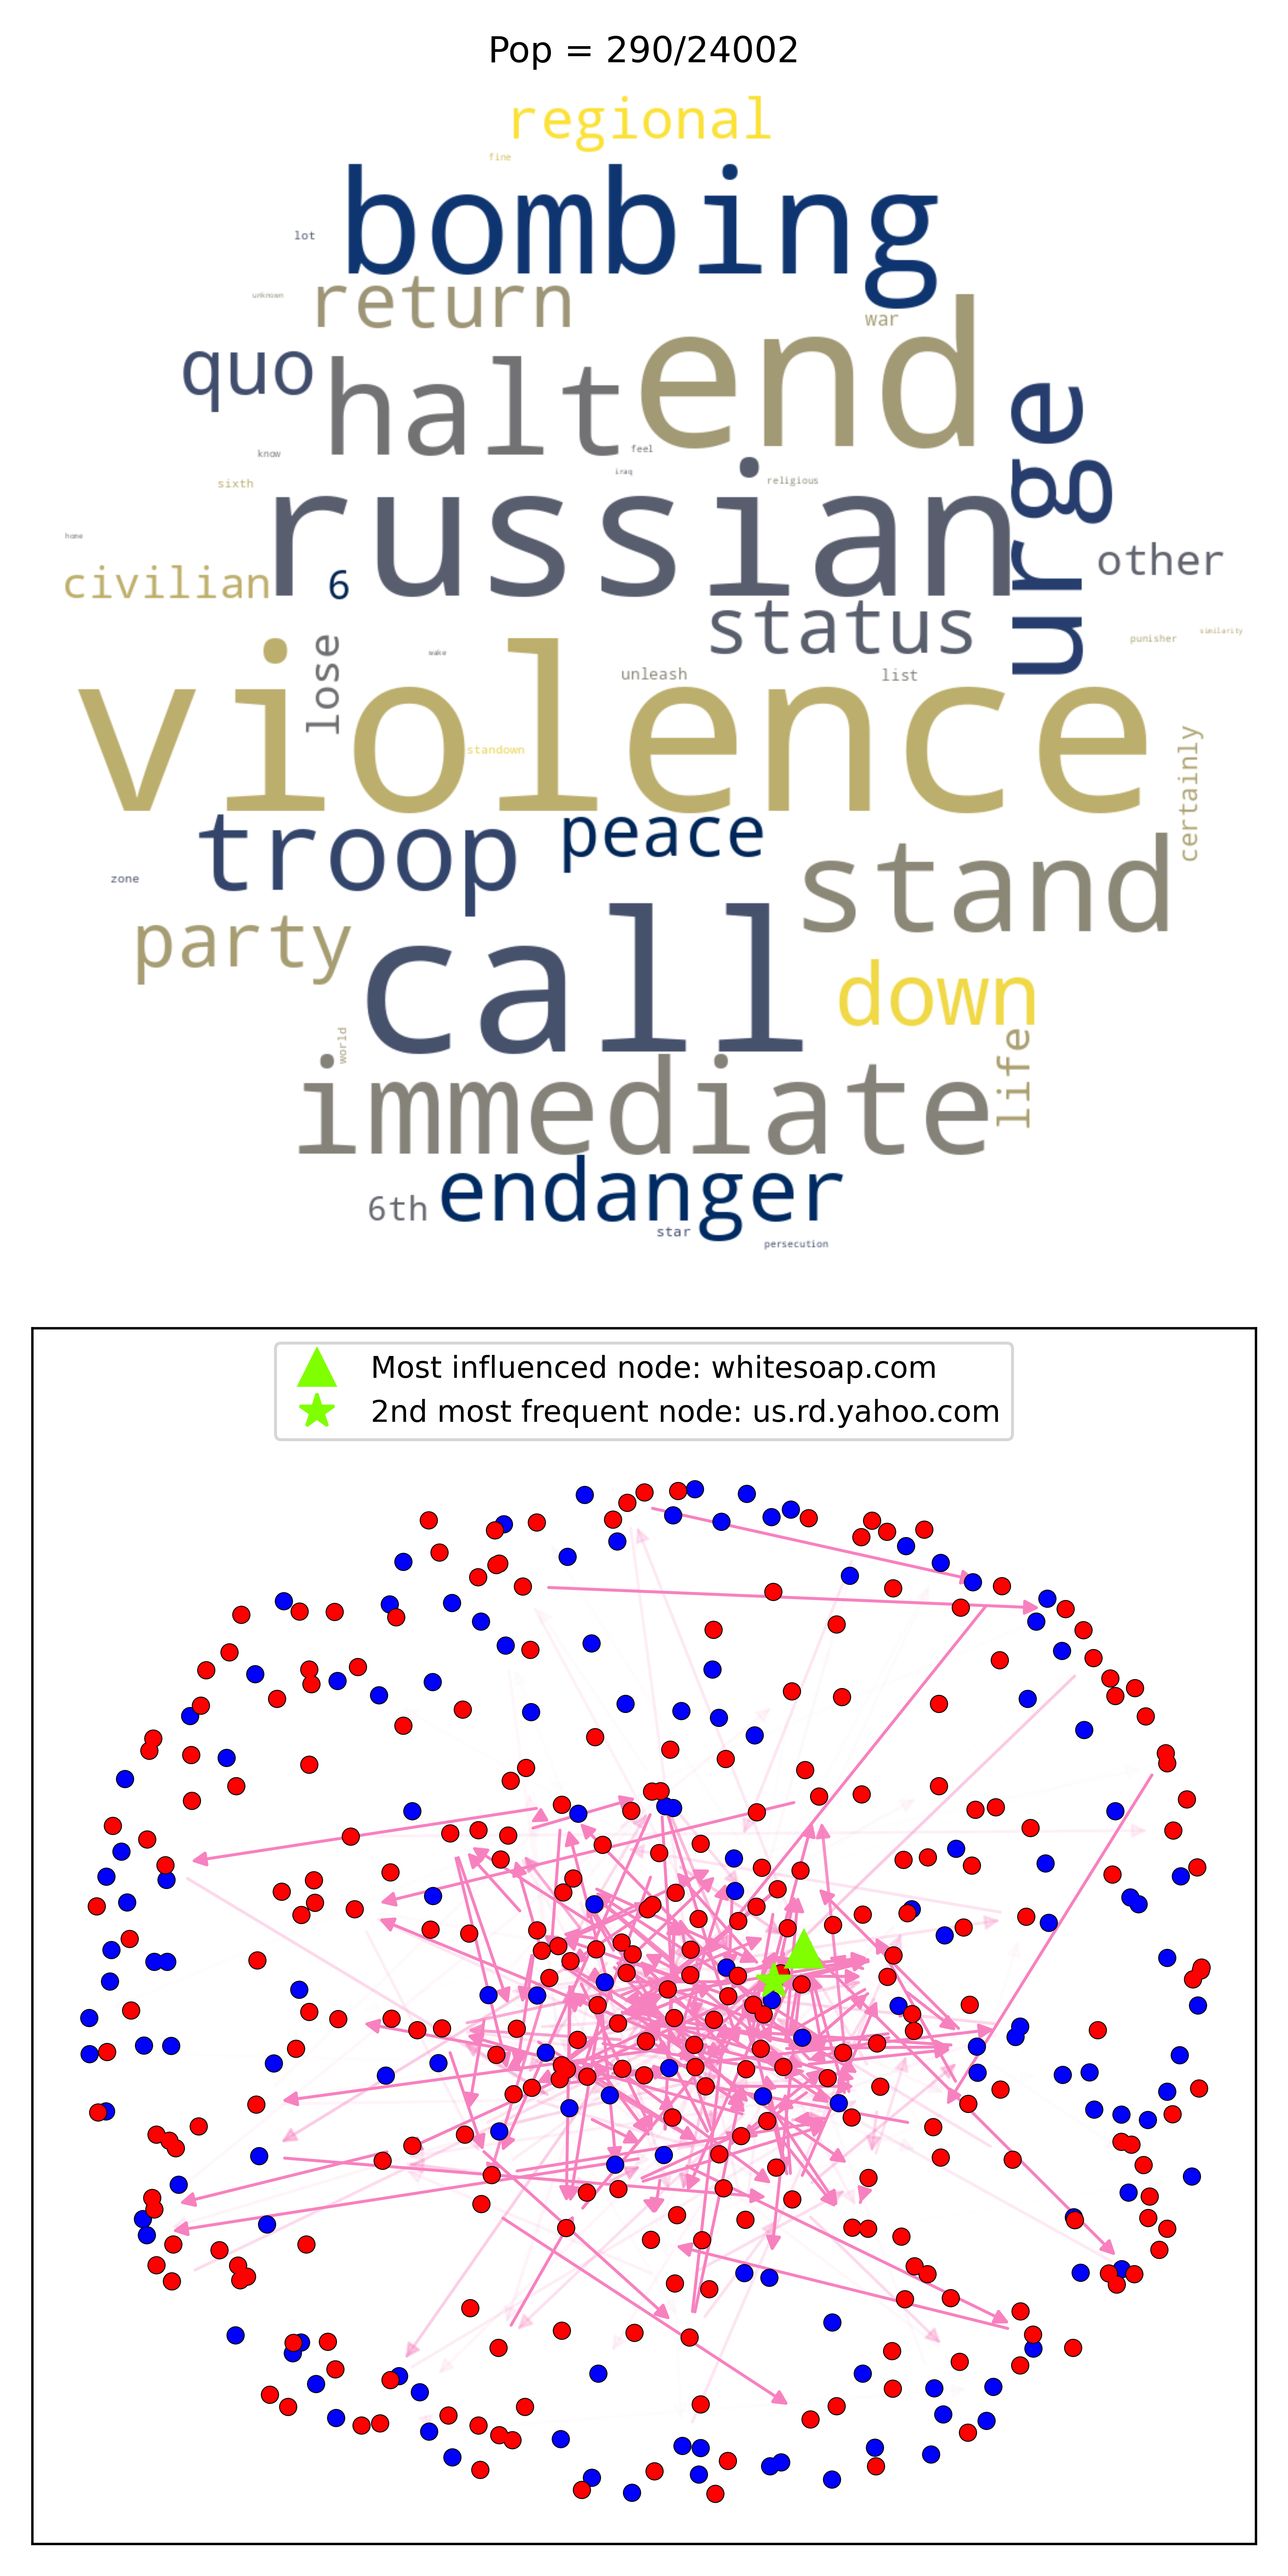 Pop = 290/24002
regional
fine
bombing
lot
return
unknown
war
end
quo
halt
urge
know
feel
iraq
religious
sixth
russian
home
civilian
6
other
status
lose
wake
unleash
list
punisher
similarity
violence
standown
certainly
troop
peace
stand
zone
party
call
down
world
life
immediate
6th
endanger
star
persecution
Most influenced node: whitesoap.com
2nd most frequent node: us.rd.yahoo.com